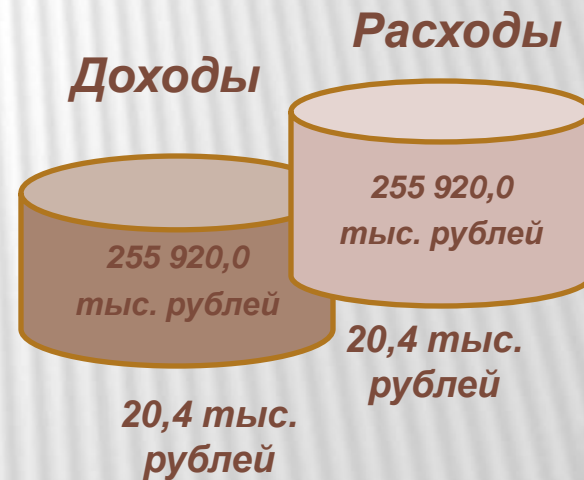 Доходы
255 920,0
тыс. рублей
20,4 тыс.
рублей
Расходы
255 920,0
тыс. рублей
20,4 тыс.
рублей